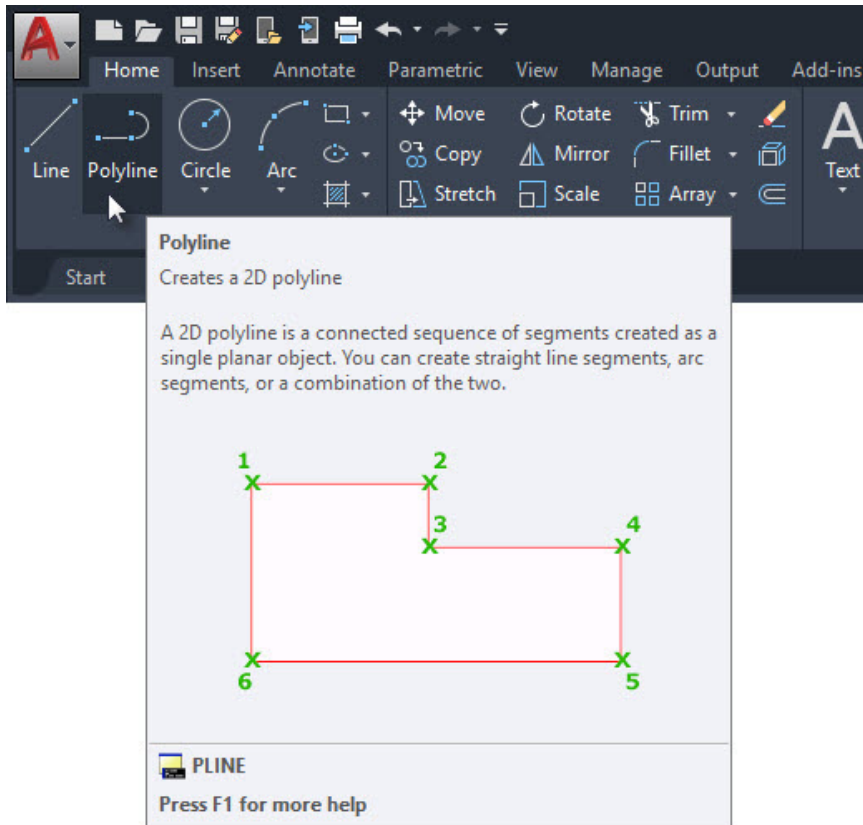 A
Home Insert Annotate Parametric View Manage Output Add-ins
Move Rotate Trim
Copy Mirror Fillet
Line Polyline Circle Arc Text
Stretch Scale Array
Start
Polyline
Creates a 2D polyline
A 2D polyline is a connected sequence of segments created as a
single planar object. You can create straight line segments, arc
segments, or a combination of the two.
1 2
3 4
6 5
PLINE
Press F1 for more help